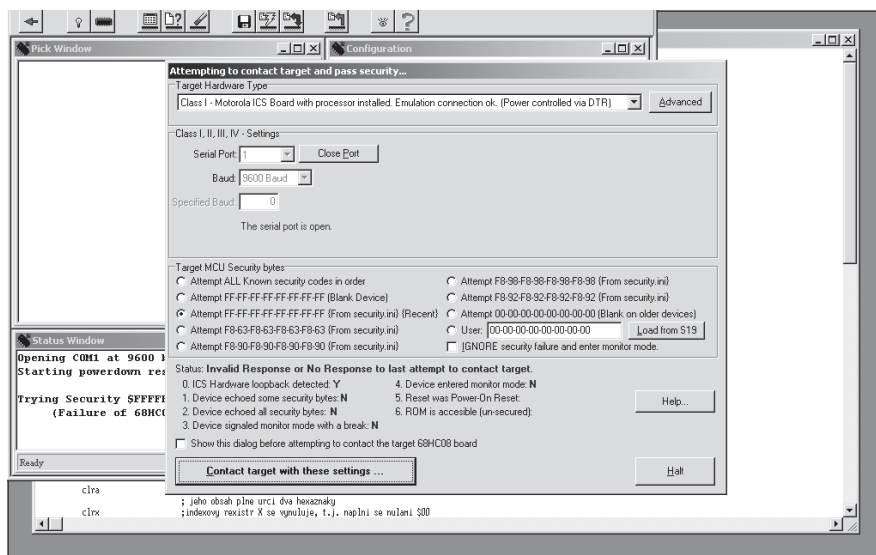 Pick Window
Configuration
Attempting to contact target and pass security...
Target Hardware Type
Class I - Motorola ICS Board with processor installed. Emulation connection ok. (Power controlled via DTR)
Advanced
Class I, II, III, IV - Settings
Serial Port: 1
Close Port
Baud: 9600 Baud
Specified Baud: 0
The serial port is open.
Target MCU Security bytes
Attempt ALL Known security codes in order
Attempt FF-FF-FF-FF-FF-FF-FF-FF (Blank Device)
Attempt FF-FF-FF-FF-FF-FF-FF-FF {From security.ini} {Recent}
Attempt F8-63-F8-63-F8-63-F8-63 {From security.ini}
Attempt F8-90-F8-90-F8-90-F8-90 {From security.ini}
Attempt F8-98-F8-98-F8-98-F8-98 {From security.ini}
Attempt F8-92-F8-92-F8-92-F8-92 {From security.ini}
Attempt 00-00-00-00-00-00-00-00 (Blank on older devices)
User: 00-00-00-00-00-00-00-00
Load from S19
IGNORE security failure and enter monitor mode.
Status: Invalid Response or No Response to last attempt to contact target.
0. ICS Hardware loopback detected: Y
1. Device echoed some security bytes: N
2. Device echoed all security bytes: N
3. Device signaled monitor mode with a break: N
4. Device entered monitor mode: N
5. Reset was Power-On Reset:
6. ROM is accesible (un-secured):
Help...
Show this dialog before attempting to contact the target 68HC08 board
Contact target with these settings ...
Halt
Status Window
Opening COM1 at 9600
Starting powerdown res
Trying Security $FFFFF
(Failure of 68HC0
Ready
clra
; jeho obsah plne urci dva hexaznaky
clrx
;indexovy rexistr X se vynuluje, t.j. naplni se nulami $00